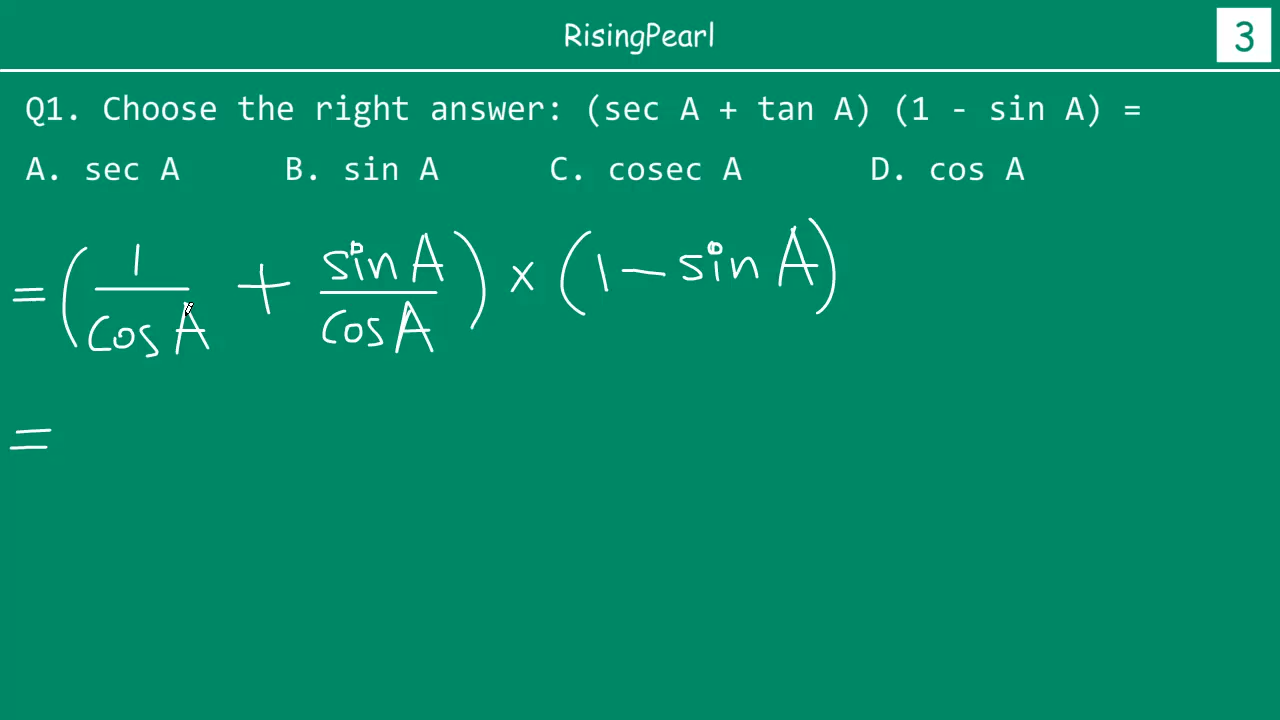 RisingPearl
3
Q1. Choose the right answer: (sec A + tan A) (1 - sin A) =
A. sec A B. sin A C. cosec A D. cos A
= (1/cos A + sin A/cos A) × (1 - sin A)
=